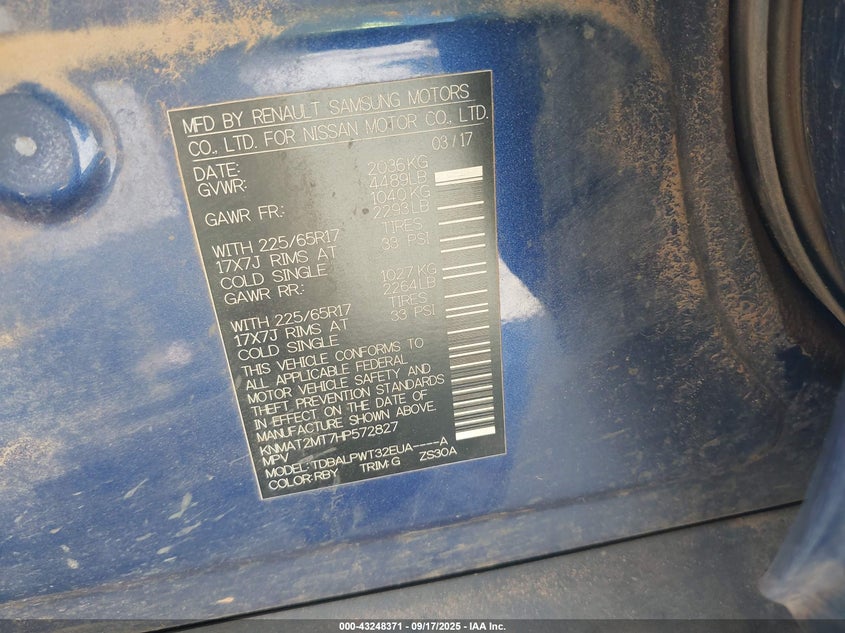 MFD BY RENAULT SAMSUNG MOTORS
CO., LTD. FOR NISSAN MOTOR CO., LTD.
DATE: 03/17
GVWR: 2036KG
4489LB
GAWR FR: 1040KG
2293LB
WITH 225/65R17 TIRES
17X7J RIMS AT 33 PSI
COLD SINGLE
GAWR RR: 1027KG
2264LB
WITH 225/65R17 TIRES
17X7J RIMS AT 33 PSI
COLD SINGLE
THIS VEHICLE CONFORMS TO
ALL APPLICABLE FEDERAL
MOTOR VEHICLE SAFETY AND
THEFT PREVENTION STANDARDS
IN EFFECT ON THE DATE OF
MANUFACTURE SHOWN ABOVE.
KNMAT2MT7HP572827
MPV
MODEL: TDBALPWT32EUA----A
COLOR:RBY TRIM:G ZS30A
000-43248371 - 09/17/2025 - IAA Inc.